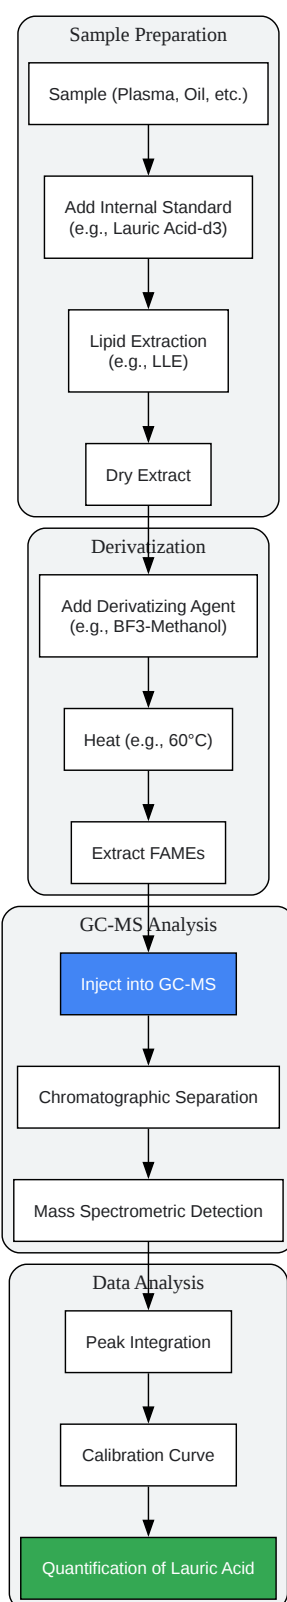 Sample Preparation
Sample (Plasma, Oil, etc.)
Add Internal Standard
(e.g., Lauric Acid-d3)
Lipid Extraction
(e.g., LLE)
Dry Extract
Derivatization
Add Derivatizing Agent
(e.g., BF3-Methanol)
Heat (e.g., 60°C)
Extract FAMEs
GC-MS Analysis
Inject into GC-MS
Chromatographic Separation
Mass Spectrometric Detection
Data Analysis
Peak Integration
Calibration Curve
Quantification of Lauric Acid